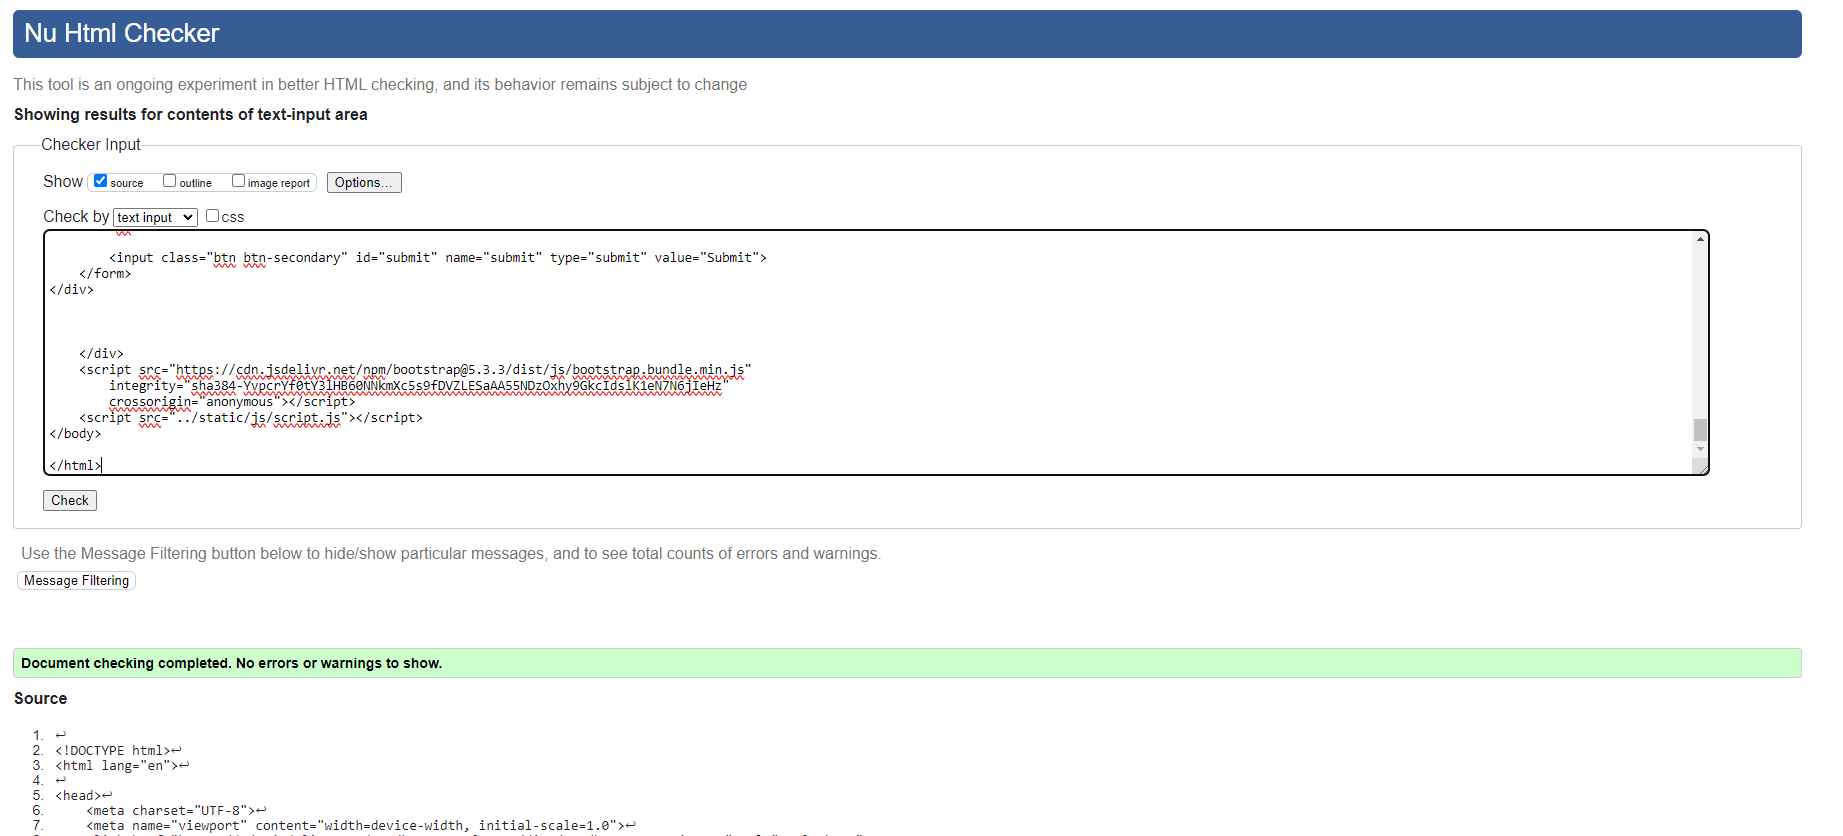 Nu Html Checker
This tool is an ongoing experiment in better HTML checking, and its behavior remains subject to change
Showing results for contents of text-input area
Checker Input
Show source outline image report Options...
Check by text input css
<input class="btn btn-secondary" id="submit" name="submit" type="submit" value="Submit">
</form>
</div>
</div>
<script src="https://cdn.jsdelivr.net/npm/bootstrap@5.3.3/dist/js/bootstrap.bundle.min.js"
integrity="sha384-YvpcrYf0tY3lHB60NNkmXc5s9fDVZLESaAA55NDzOxhy9GkcIdslK1eN7N6jIeHz"
crossorigin="anonymous"></script>
<script src="../static/js/script.js"></script>
</body>
</html>
Check
Use the Message Filtering button below to hide/show particular messages, and to see total counts of errors and warnings.
Message Filtering
Document checking completed. No errors or warnings to show.
Source
1. ↩
2. <!DOCTYPE html>↩
3. <html lang="en">↩
4. ↩
5. <head>↩
6. <meta charset="UTF-8">↩
7. <meta name="viewport" content="width=device-width, initial-scale=1.0">↩